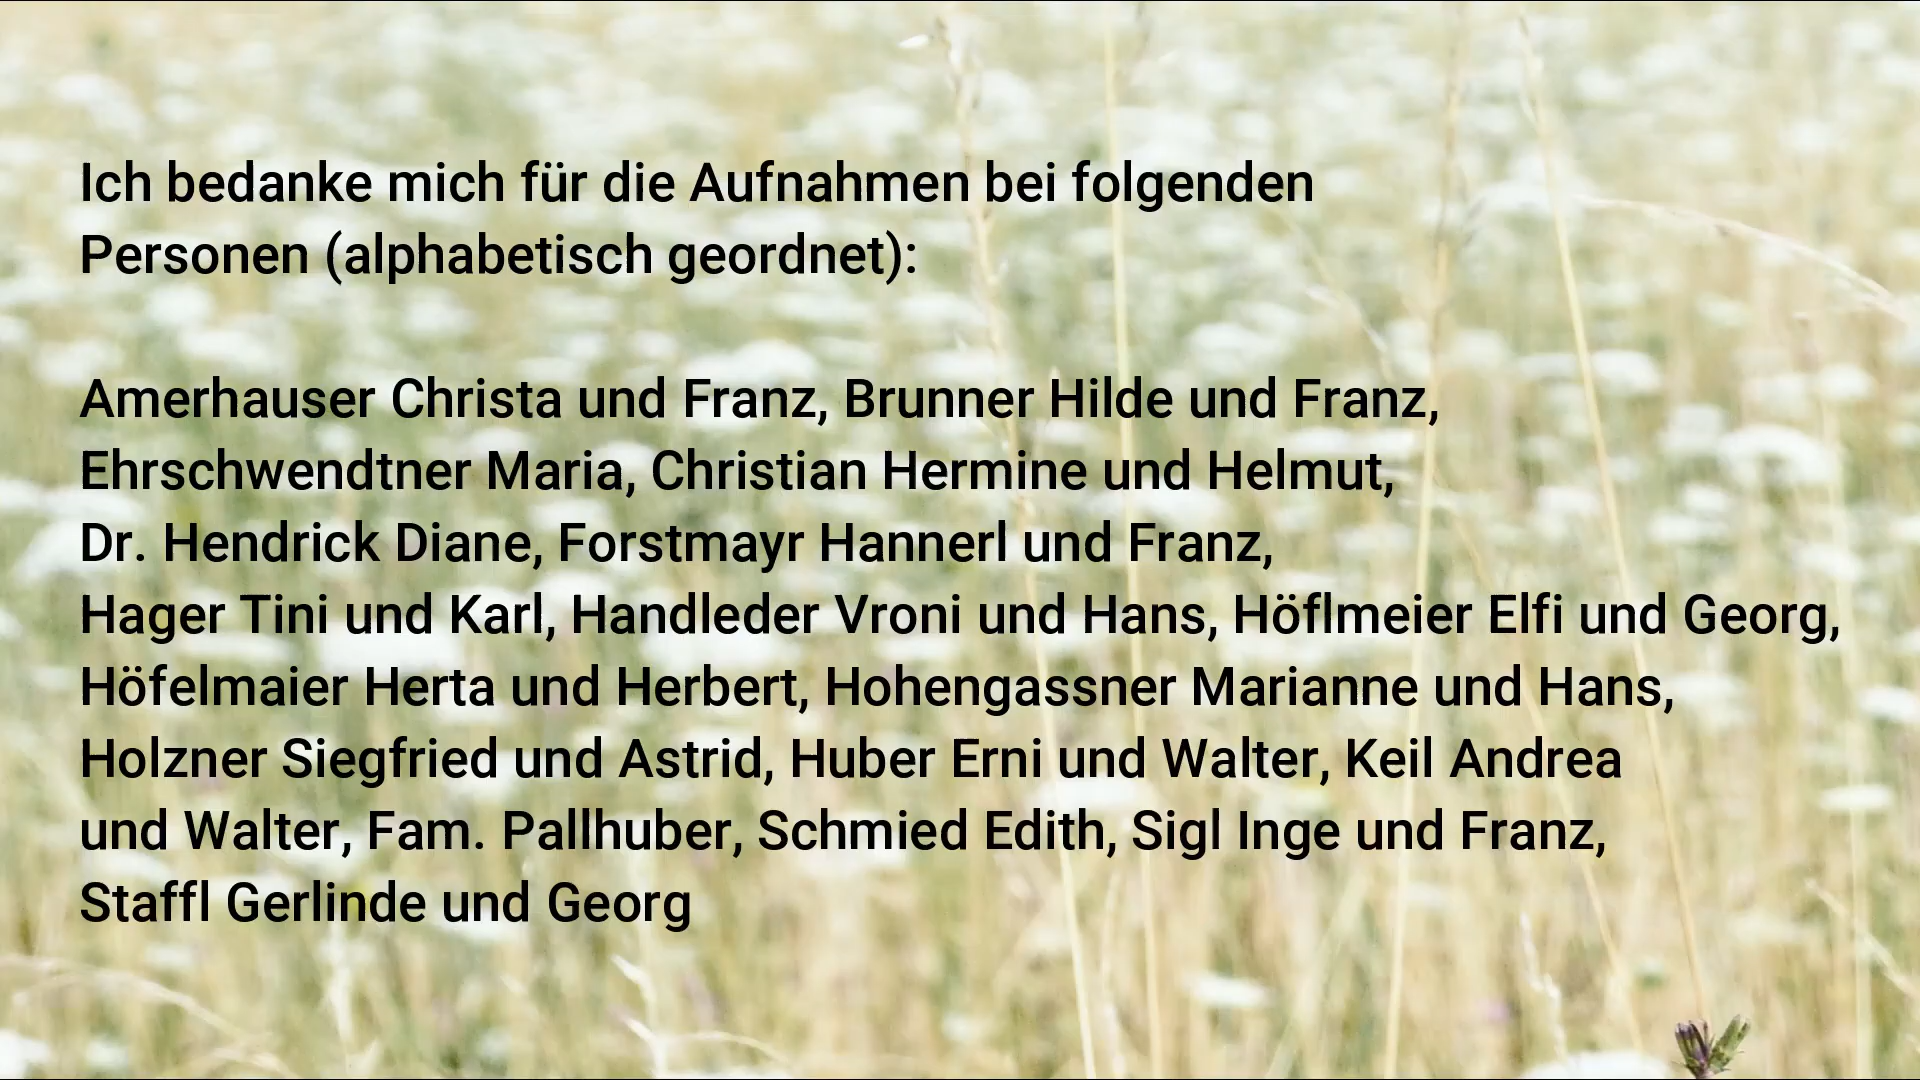 Ich bedanke mich für die Aufnahmen bei folgenden
Personen (alphabetisch geordnet):
Amerhauser Christa und Franz, Brunner Hilde und Franz,
Ehrschwendtner Maria, Christian Hermine und Helmut,
Dr. Hendrick Diane, Forstmayr Hannerl und Franz,
Hager Tini und Karl, Handleder Vroni und Hans, Höflmeier Elfi und Georg,
Höfelmaier Herta und Herbert, Hohengassner Marianne und Hans,
Holzner Siegfried und Astrid, Huber Erni und Walter, Keil Andrea
und Walter, Fam. Pallhuber, Schmied Edith, Sigl Inge und Franz,
Staffl Gerlinde und Georg